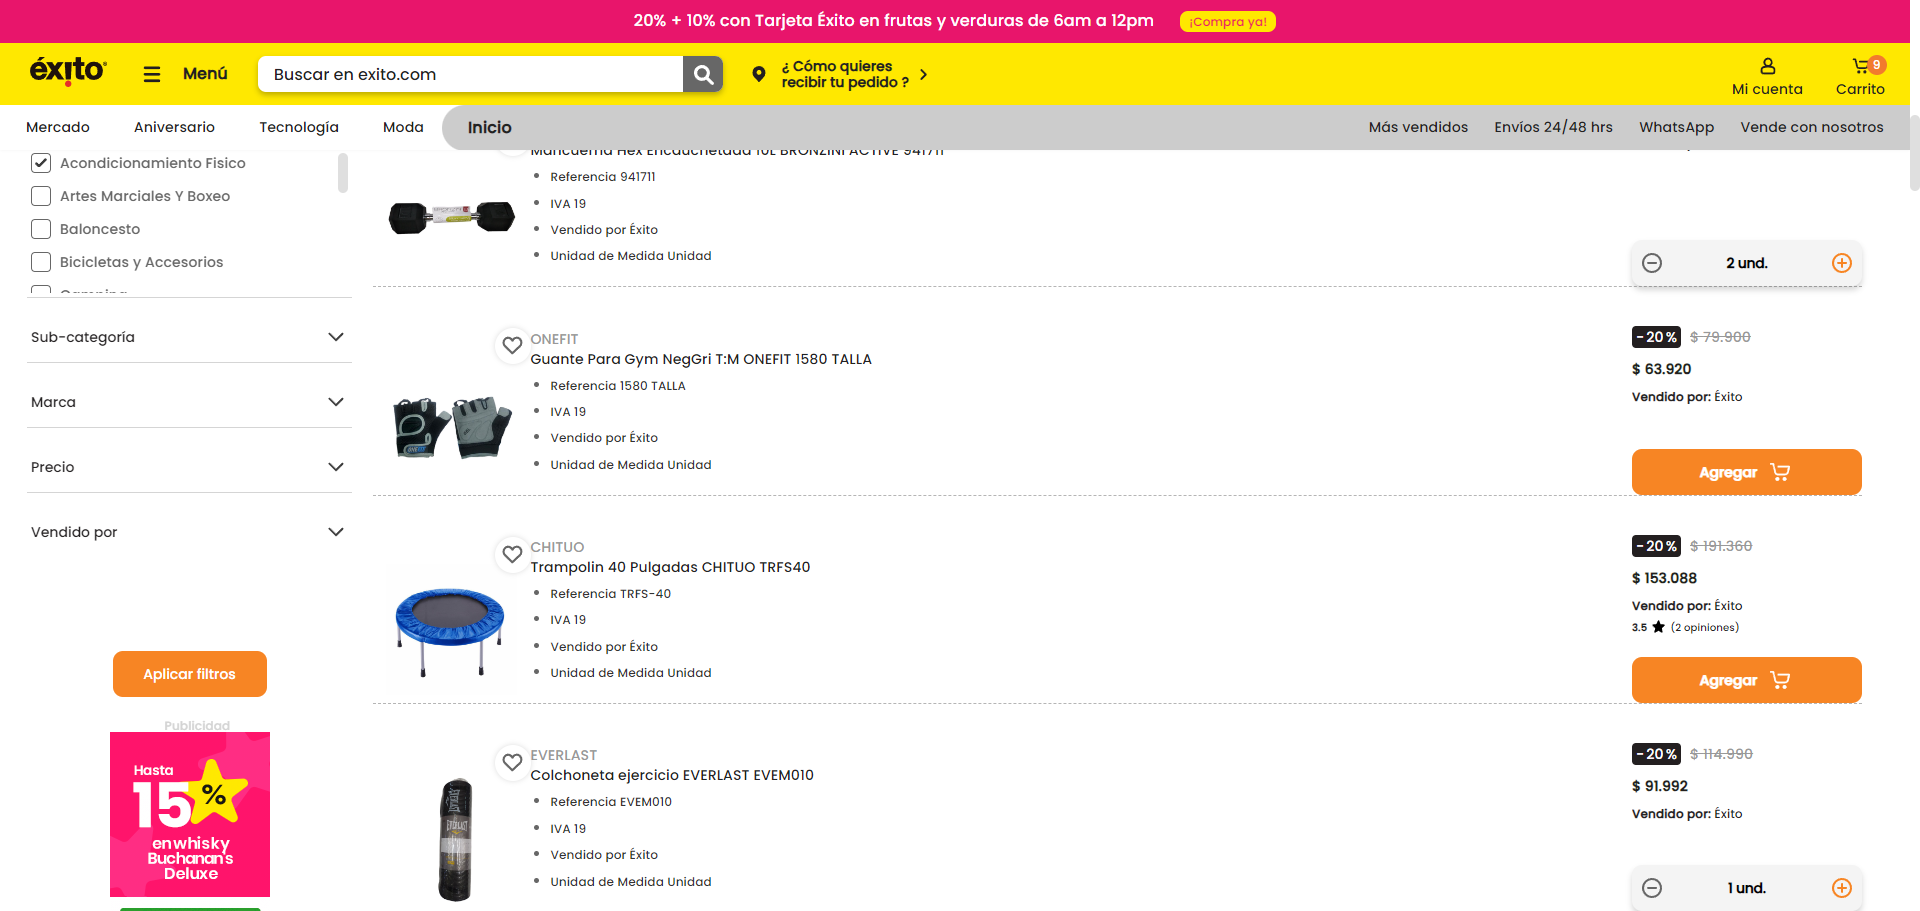 20% + 10% con Tarjeta Éxito en frutas y verduras de 6am a 12pm
¡Compra ya!
éxito
Menú
Buscar en exito.com
¿ Cómo quieres
recibir tu pedido ?
Mi cuenta
9
Carrito
Mercado
Aniversario
Tecnología
Moda
Inicio
Más vendidos
Envíos 24/48 hrs
WhatsApp
Vende con nosotros
Acondicionamiento Fisico
Artes Marciales Y Boxeo
Baloncesto
Bicicletas y Accesorios
Camping
Sub-categoría
Marca
Precio
Vendido por
Aplicar filtros
Publicidad
Hasta
15%
en whisky
Buchanan's
Deluxe
Mancuerna Hex Encauchetada 10L BRONZINI ACTIVE 941711
Referencia 941711
IVA 19
Vendido por Éxito
Unidad de Medida Unidad
2 und.
ONEFIT
Guante Para Gym NegGri T:M ONEFIT 1580 TALLA
Referencia 1580 TALLA
IVA 19
Vendido por Éxito
Unidad de Medida Unidad
-20% $ 79.900
$ 63.920
Vendido por: Éxito
Agregar
CHITUO
Trampolin 40 Pulgadas CHITUO TRFS40
Referencia TRFS-40
IVA 19
Vendido por Éxito
Unidad de Medida Unidad
-20% $ 191.360
$ 153.088
Vendido por: Éxito
3.5 (2 opiniones)
Agregar
EVERLAST
Colchoneta ejercicio EVERLAST EVEM010
Referencia EVEM010
IVA 19
Vendido por Éxito
Unidad de Medida Unidad
-20% $ 114.990
$ 91.992
Vendido por: Éxito
1 und.